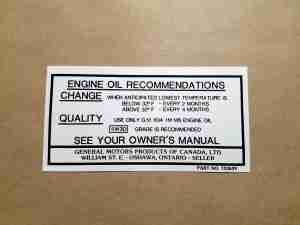 ENGINE OIL RECOMMENDATIONS
CHANGE WHEN ANTICIPATED LOWEST TEMPERATURE IS
BELOW 32° F - EVERY 2 MONTHS
ABOVE 32° F - EVERY 4 MONTHS
QUALITY USE ONLY G.M. 1041 M MS ENGINE OIL
GRADE IS RECOMMENDED
SEE YOUR OWNER'S MANUAL
GENERAL MOTORS PRODUCTS OF CANADA, LTD.
WILLIAM ST. E. - OSHAWA, ONTARIO - SELLER
PART NO.